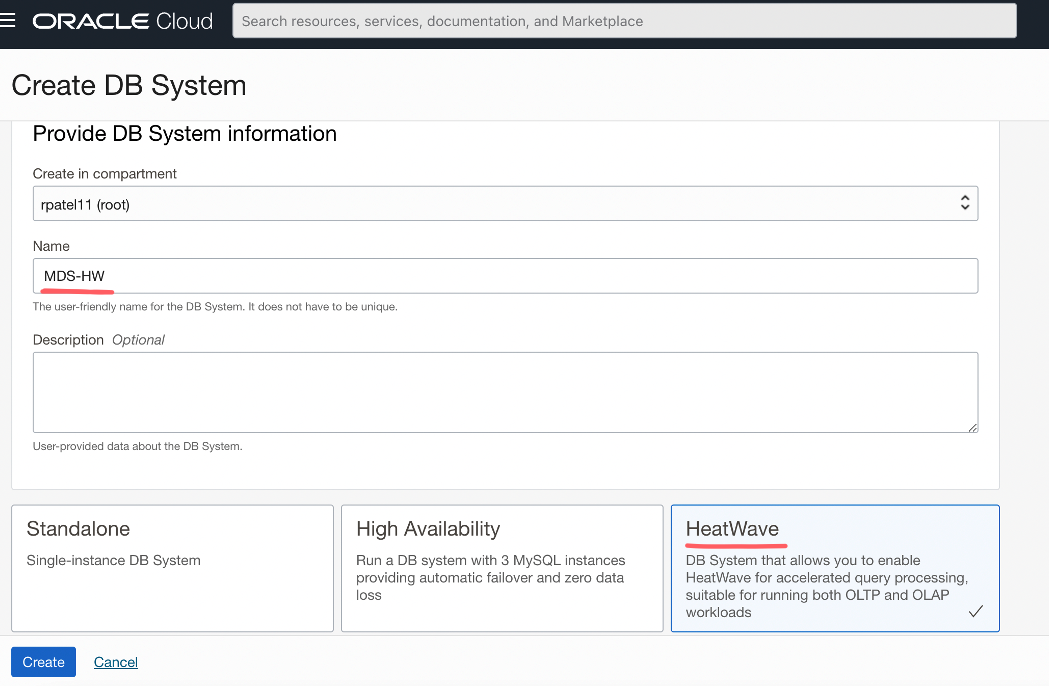 ORACLE Cloud
Search resources, services, documentation, and Marketplace
Create DB System
Provide DB System information
Create in compartment
rpatel11 (root)
Name
MDS-HW
The user-friendly name for the DB System. It does not have to be unique.
Description Optional
User-provided data about the DB System.
Standalone
Single-instance DB System
High Availability
Run a DB system with 3 MySQL instances
providing automatic failover and zero data
loss
HeatWave
DB System that allows you to enable
HeatWave for accelerated query processing,
suitable for running both OLTP and OLAP
workloads
Create
Cancel